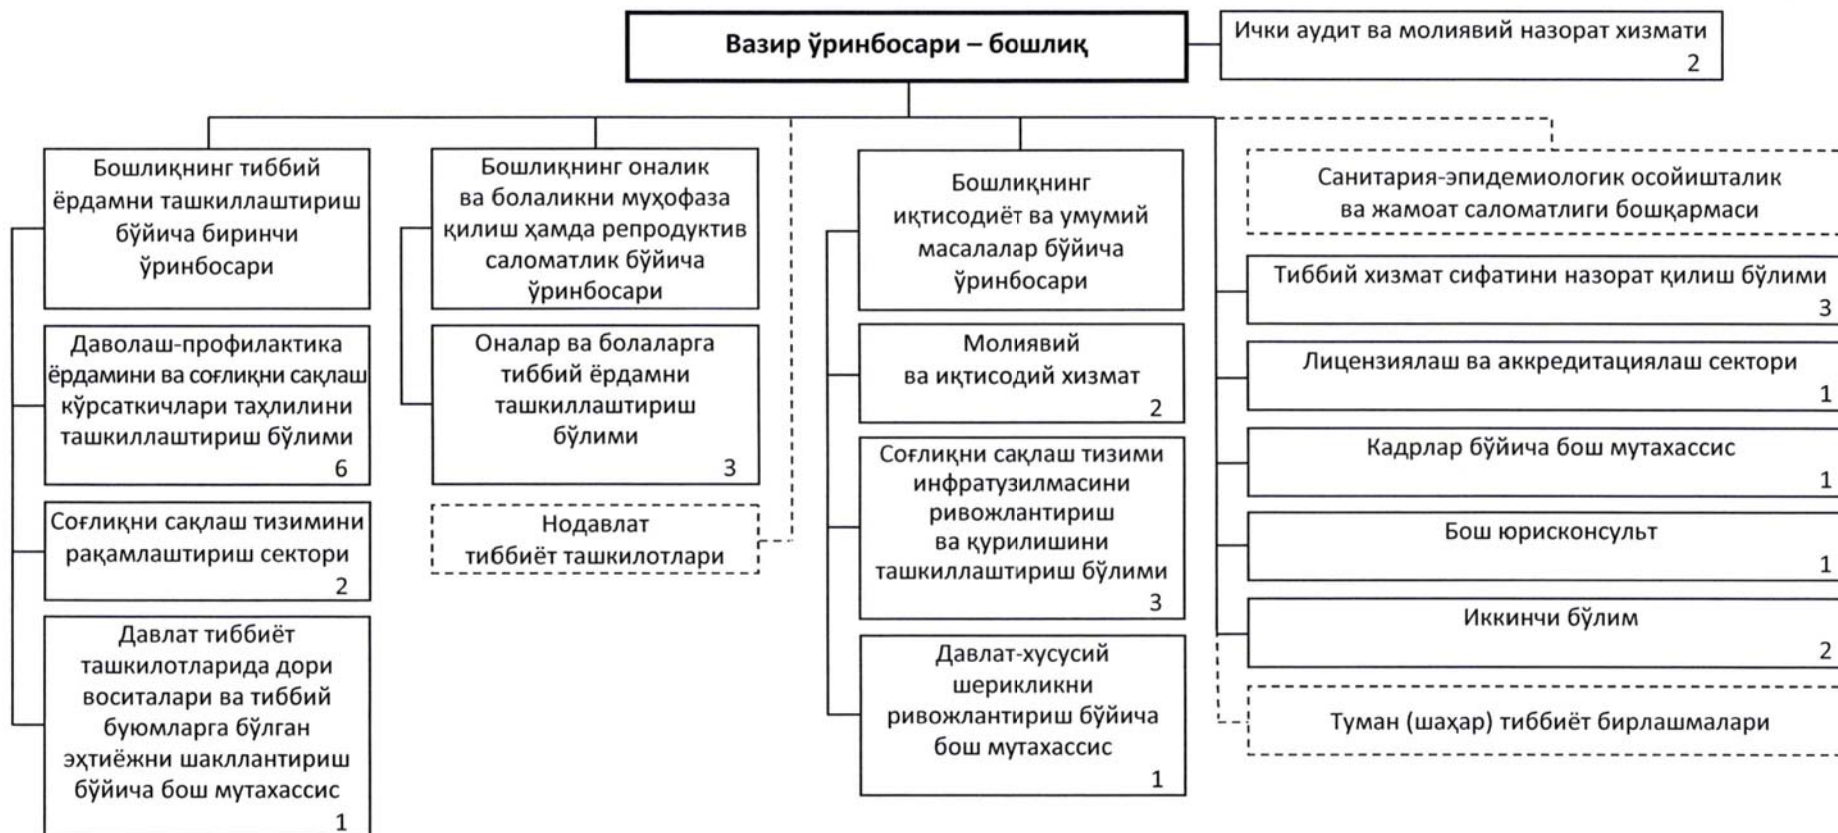 Вазир ўринбосари – бошлиқ
Ички аудит ва молиявий назорат хизмати
2
Бошлиқнинг тиббий
ёрдамни ташкиллаштириш
бўйича биринчи
ўринбосари
Даволаш-профилактика
ёрдамини ва соғлиқни сақлаш
кўрсаткичлари таҳлилини
ташкиллаштириш бўлими
6
Соғлиқни сақлаш тизимини
рақамлаштириш сектори
2
Давлат тиббиёт
ташкилотларида дори
воситалари ва тиббий
буюмларга бўлган
эҳтиёжни шакллантириш
бўйича бош мутахассис
1
Бошлиқнинг оналик
ва болаликни муҳофаза
қилиш ҳамда репродуктив
саломатлик бўйича
ўринбосари
Оналар ва болаларга
тиббий ёрдамни
ташкиллаштириш
бўлими
3
Нодавлат
тиббиёт ташкилотлари
Бошлиқнинг
иқтисодиёт ва умумий
масалалар бўйича
ўринбосари
Молиявий
ва иқтисодий хизмат
2
Соғлиқни сақлаш тизими
инфратузилмасини
ривожлантириш
ва қурилишини
ташкиллаштириш бўлими
3
Давлат-хусусий
шерикликни
ривожлантириш бўйича
бош мутахассис
1
Санитария-эпидемиологик осойишталик
ва жамоат саломатлиги бошқармаси
Тиббий хизмат сифатини назорат қилиш бўлими
3
Лицензиялаш ва аккредитациялаш сектори
1
Кадрлар бўйича бош мутахассис
1
Бош юрисконсульт
1
Иккинчи бўлим
2
Туман (шаҳар) тиббиёт бирлашмалари